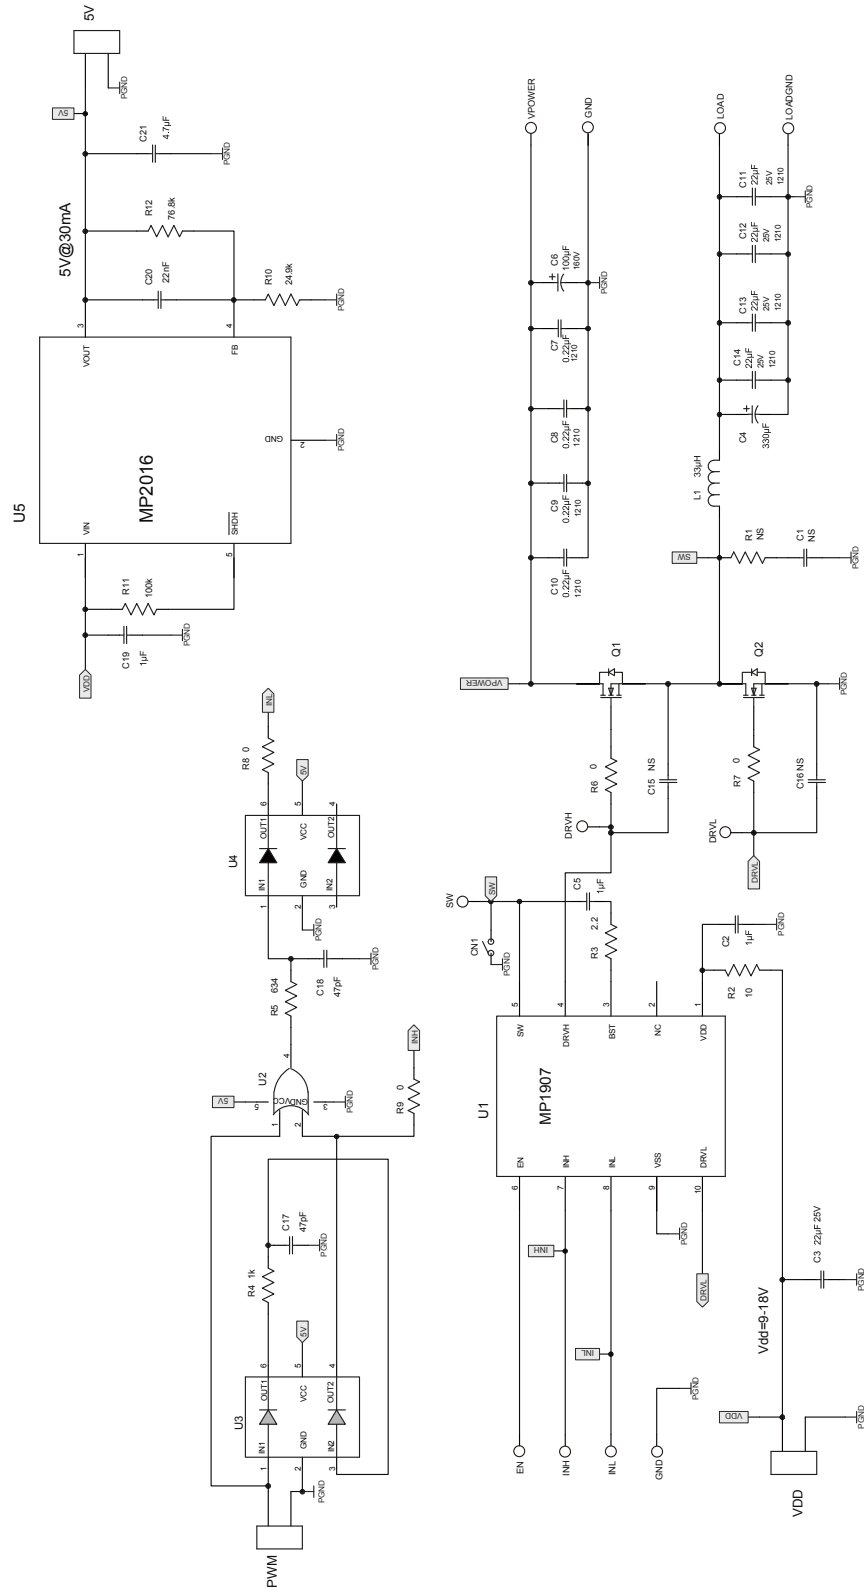 PWM
U3
1
IN1
OUT1
6
2
GND
VCC
5
3
IN2
OUT2
4
5V
PGND
R4 1k
C17
47pF
PGND
U2
5V
5
1
2
GND
VCC
3
4
PGND
R9 0
INH
R5 634
C18
47pF
PGND
U4
1
IN1
OUT1
6
2
GND
VCC
5
3
IN2
OUT2
4
5V
PGND
R8 0
INL
VDD
C19
1µF
PGND
R11
100k
U5
MP2016
1
VIN
5
SHDH
VOUT
3
FB
4
GND
2
PGND
5V@30mA
C20
22nF
R12
76.8k
R10
24.9k
PGND
C21
4.7µF
PGND
5V
5V
PGND
EN
INH
INL
GND
PGND
INH
INL
DRVL
6
EN
7
INH
8
INL
9
VSS
10
DRVL
PGND
U1
MP1907
SW
5
DRVH
4
BST
3
NC
2
VDD
1
VDD
VDD
PGND
Vdd=9-18V
C3 22µF 25V
PGND
R2
10
C2
1µF
PGND
CN1
PGND
SW
SW
R3 2.2
C5
1µF
DRVH
R6 0
C15 NS
DRVL
DRVL
R7 0
C16 NS
PGND
VPOWER
Q1
Q2
SW
R1
NS
C1
NS
PGND
L1 33µH
C10
0.22µF
1210
C9
0.22µF
1210
C8
0.22µF
1210
C7
0.22µF
1210
+
C6
100µF
160V
PGND
VPOWER
GND
+
C4
330µF
C14
22µF
25V
1210
C13
22µF
25V
1210
C12
22µF
25V
1210
C11
22µF
25V
1210
PGND
LOAD
LOADGND